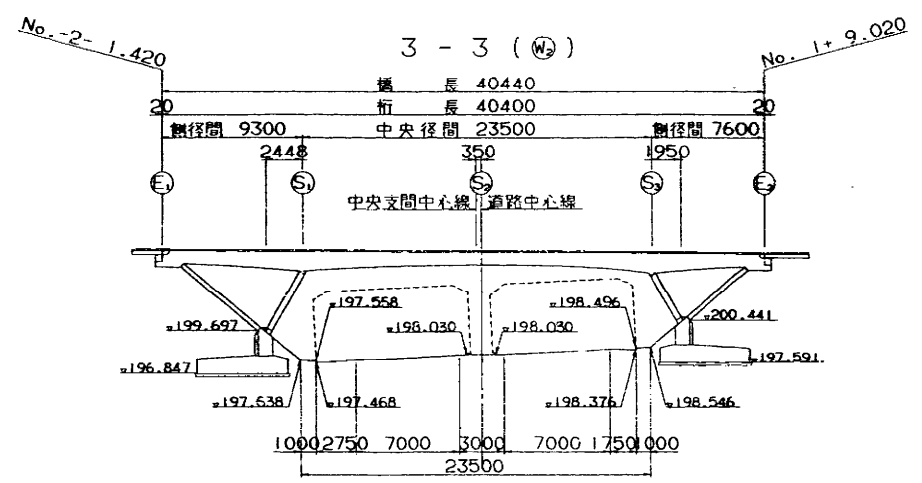 No. -2- 1.420
3 - 3 ( W₂ )
No. 1+ 9.020
橋 長 40440
20 桁 長 40400 20
側径間 9300 中央径間 23500 側径間 7600
2448 350 1950
E₁ S₁ S₂ S₃ E₂
中央支間中心線 道路中心線
197.558 198.496
199.697 198.030 198.030 200.441
196.847 197.591
197.638 197.468 198.376 198.546
1000 2750 7000 3000 7000 1750 1000
23500